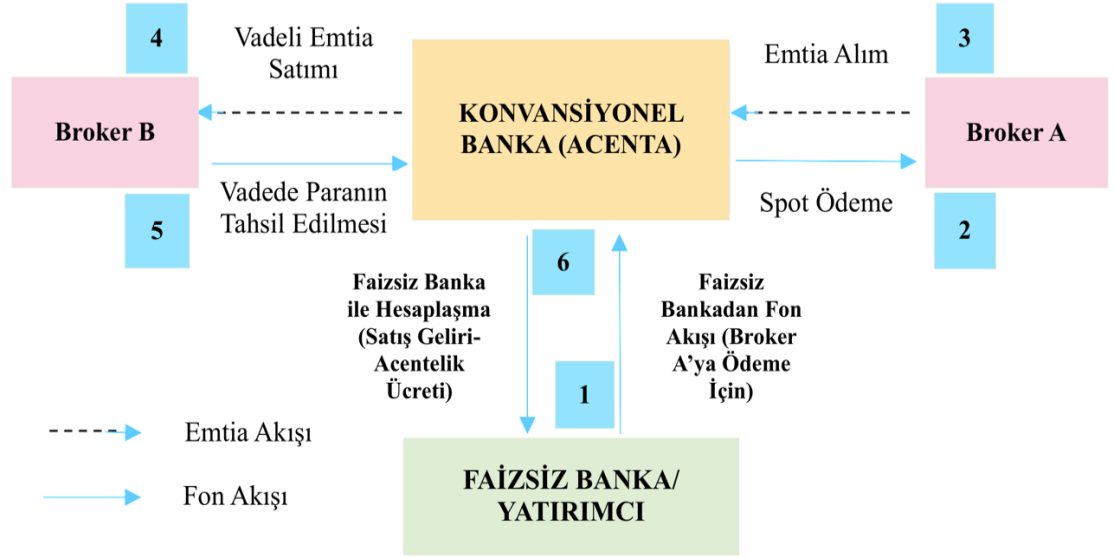 4
Vadeli Emtia
Satımı
3
Emtia Alım
Broker B
KONVANSİYONEL
BANKA (ACENTA)
Broker A
Vadede Paranın
Tahsil Edilmesi
5
Spot Ödeme
2
6
Faizsiz Banka
ile Hesaplaşma
(Satış Geliri-
Acentelik
Ücreti)
Faizsiz
Bankadan Fon
Akışı (Broker
A’ya Ödeme
İçin)
1
Emtia Akışı
Fon Akışı
FAİZSİZ BANKA/
YATIRIMCI